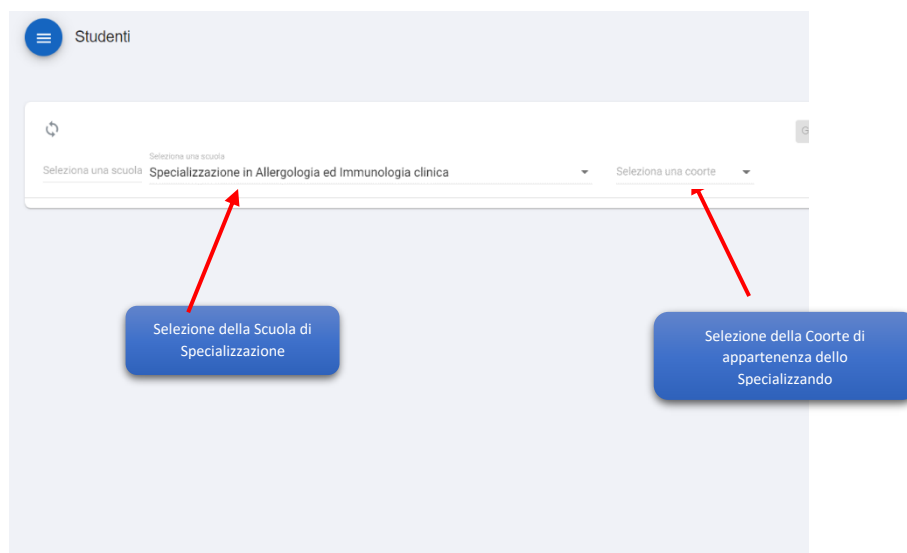 Studenti
G
Seleziona una scuola
Seleziona una scuola Specializzazione in Allergologia ed Immunologia clinica Seleziona una coorte
Selezione della Scuola di
Specializzazione
Selezione della Coorte di
appartenenza dello
Specializzando